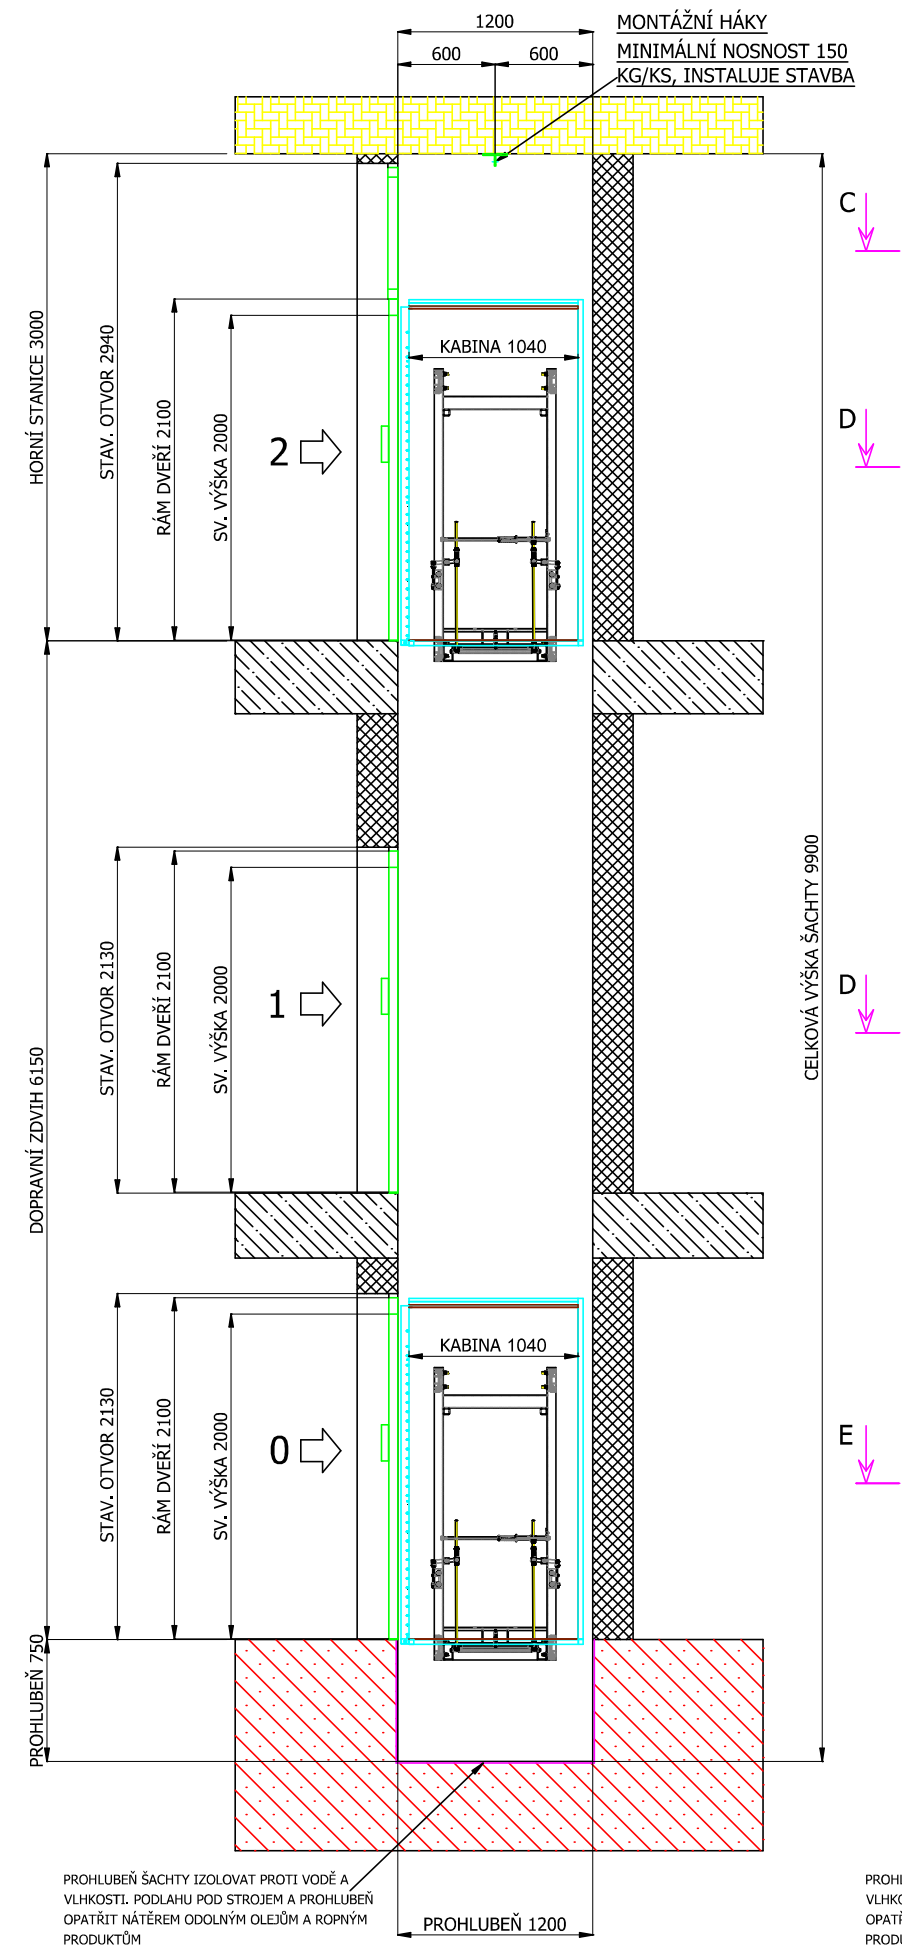 1200
600
600
MONTÁŽNÍ HÁKY
MINIMÁLNÍ NOSNOST 150
KG/KS, INSTALUJE STAVBA
HORNÍ STANICE 3000
STAV. OTVOR 2940
RÁM DVEŘÍ 2100
SV. VÝŠKA 2000
2
KABINA 1040
C
D
DOPRAVNÍ ZDVIH 6150
STAV. OTVOR 2130
RÁM DVEŘÍ 2100
SV. VÝŠKA 2000
1
CELKOVÁ VÝŠKA ŠACHTY 9900
D
STAV. OTVOR 2130
RÁM DVEŘÍ 2100
SV. VÝŠKA 2000
0
KABINA 1040
E
PROHLUBEŇ 750
PROHLUBEŇ ŠACHTY IZOLOVAT PROTI VODĚ A
VLHKOSTI. PODLAHU POD STROJEM A PROHLUBEŇ
OPATŘIT NÁTĚREM ODOLNÝM OLEJŮM A ROPNÝM
PRODUKTŮM
PROHLUBEŇ 1200